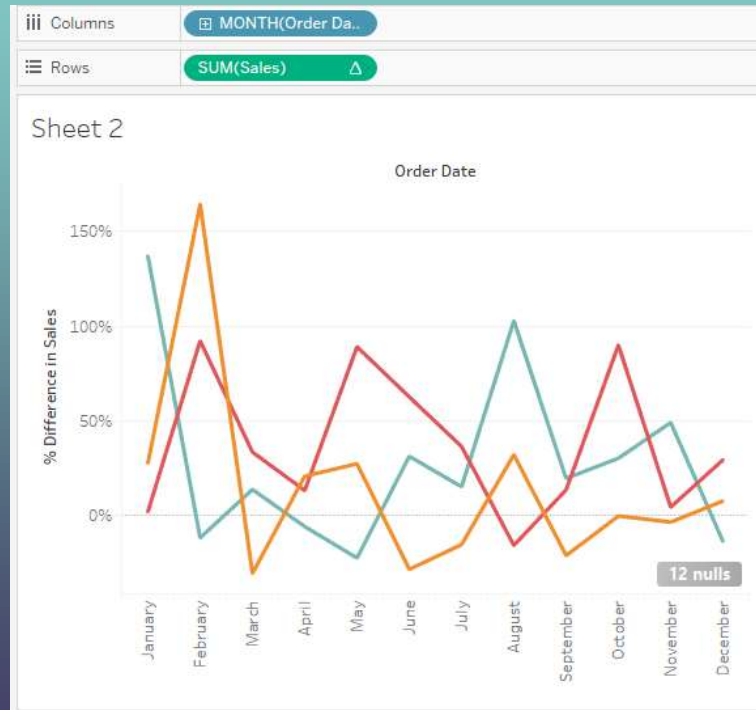 Columns
MONTH(Order Da..
Rows
SUM(Sales) Δ
Sheet 2
Order Date
150%
100%
50%
0%
% Difference in Sales
12 nulls
January
February
March
April
May
June
July
August
September
October
November
December